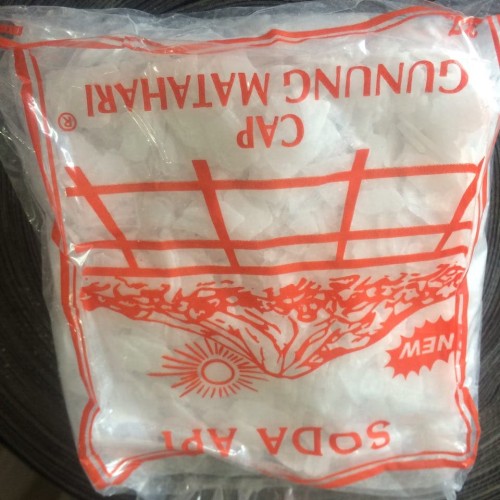 SODA API
NEW
CAP
GUNUNG MATAHARI
®